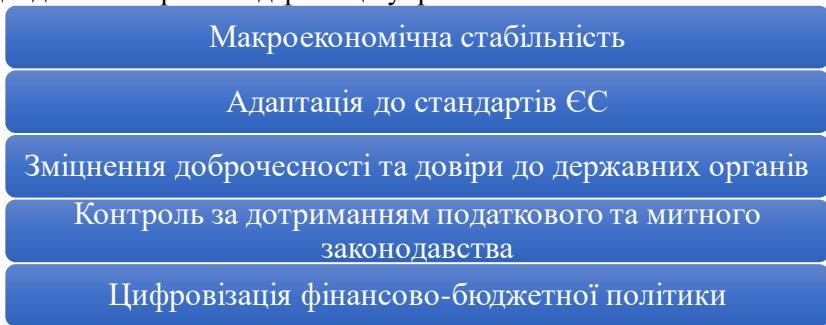 Макроекономічна стабільність
Адаптація до стандартів ЄС
Зміцнення доброчесності та довіри до державних органів
Контроль за дотриманням податкового та митного
законодавства
Цифровізація фінансово-бюджетної політики